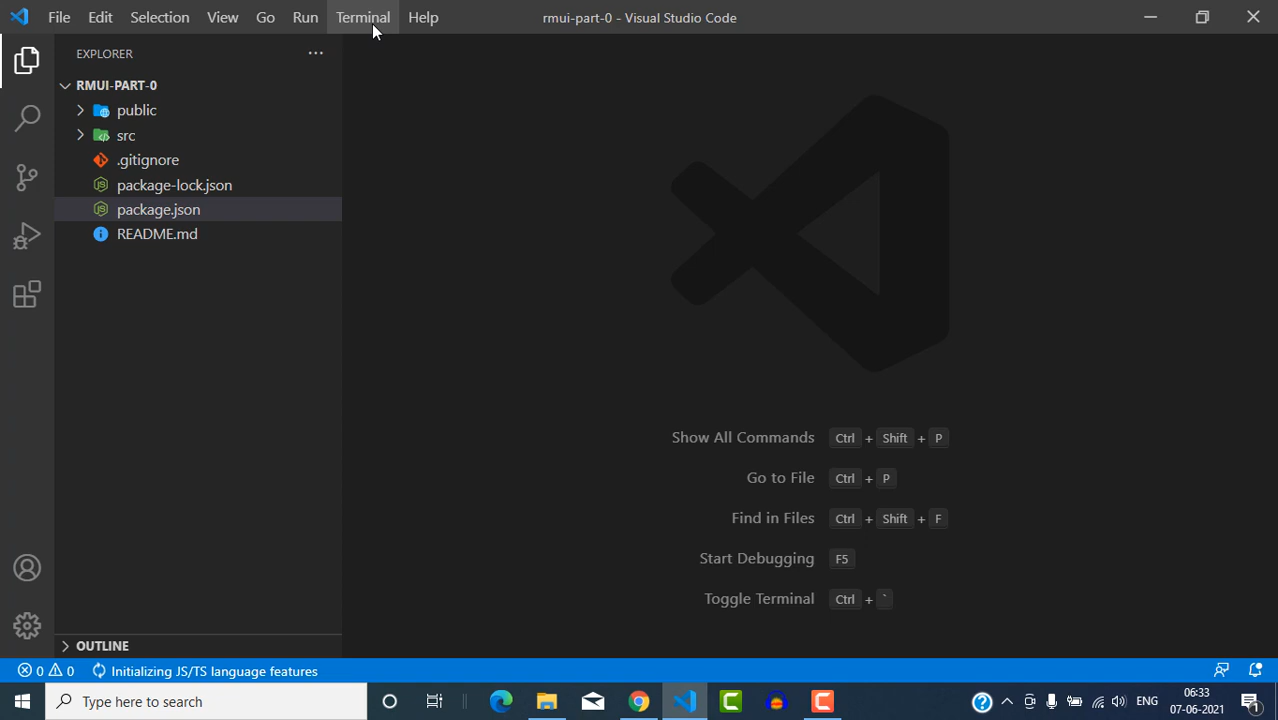 File Edit Selection View Go Run Terminal Help rmui-part-0 - Visual Studio Code
EXPLORER
RMUI-PART-0
public
src
.gitignore
package-lock.json
package.json
README.md
Show All Commands Ctrl + Shift + P
Go to File Ctrl + P
Find in Files Ctrl + Shift + F
Start Debugging F5
Toggle Terminal Ctrl + `
OUTLINE
0 0 Initializing JS/TS language features
Type here to search
ENG
06:33
07-06-2021
1